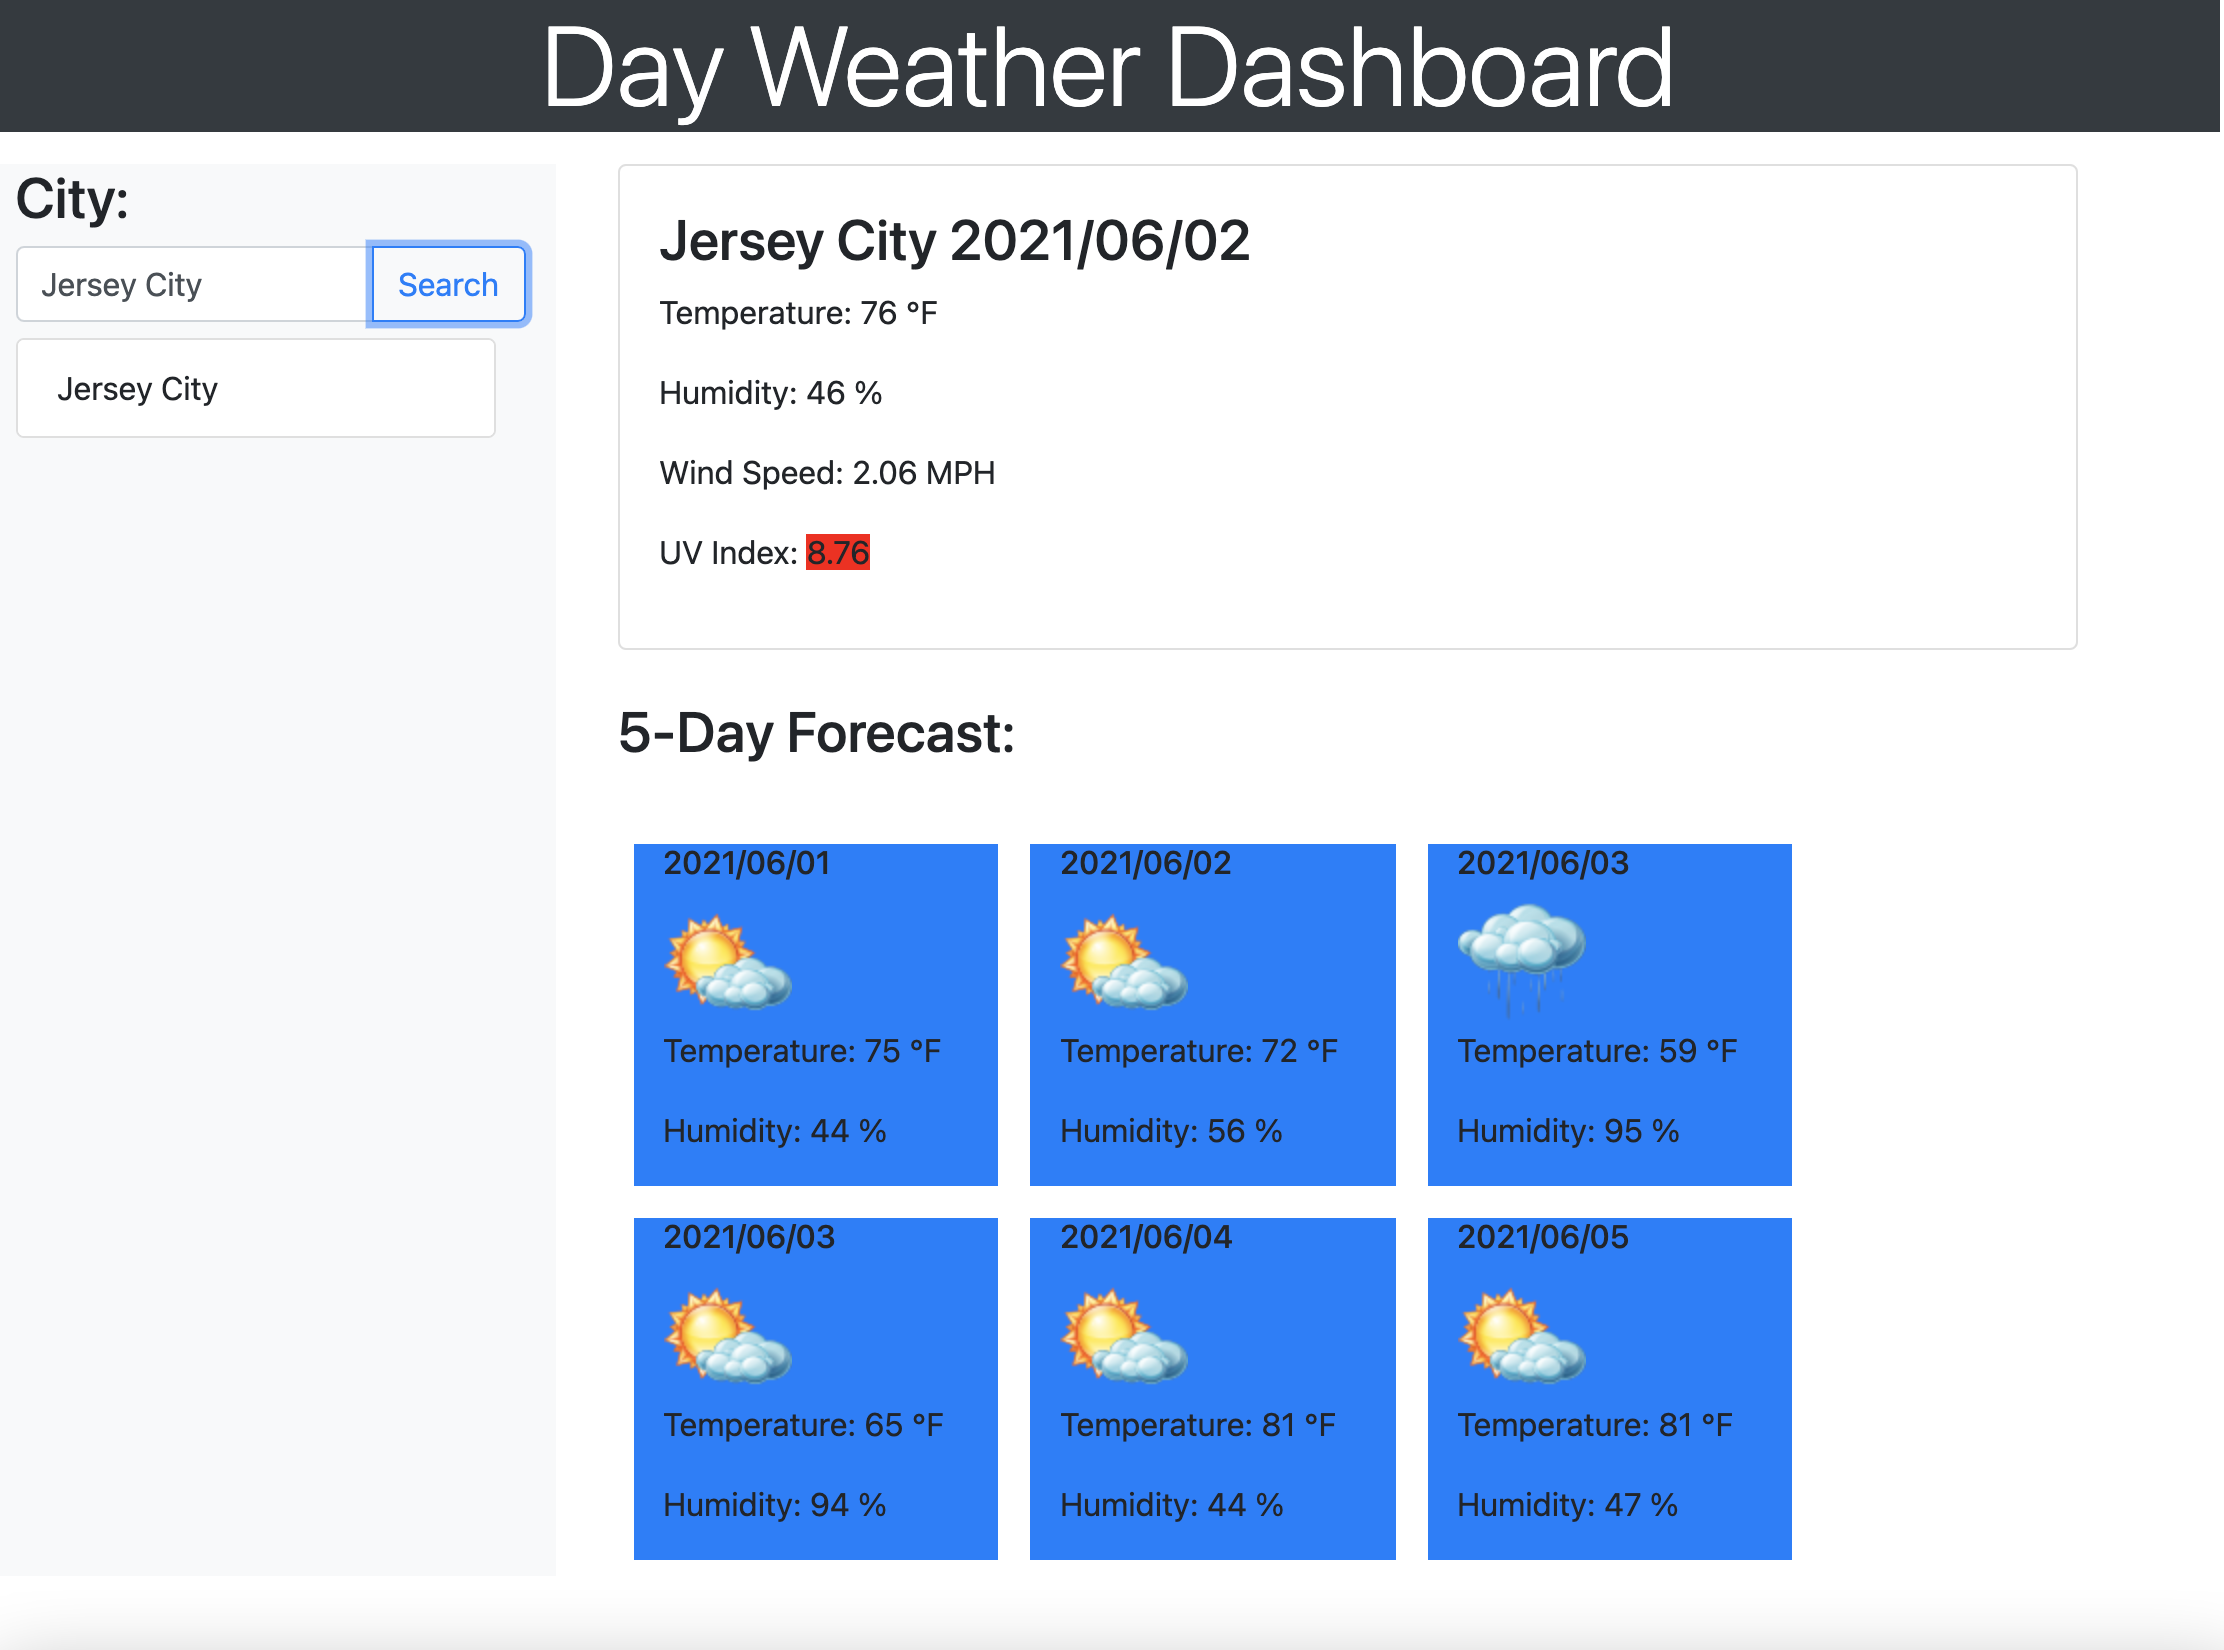 Day Weather Dashboard
City:
Jersey City Search
Jersey City
Jersey City 2021/06/02
Temperature: 76 °F
Humidity: 46 %
Wind Speed: 2.06 MPH
UV Index: 8.76
5-Day Forecast:
2021/06/01
Temperature: 75 °F
Humidity: 44 %
2021/06/02
Temperature: 72 °F
Humidity: 56 %
2021/06/03
Temperature: 59 °F
Humidity: 95 %
2021/06/03
Temperature: 65 °F
Humidity: 94 %
2021/06/04
Temperature: 81 °F
Humidity: 44 %
2021/06/05
Temperature: 81 °F
Humidity: 47 %